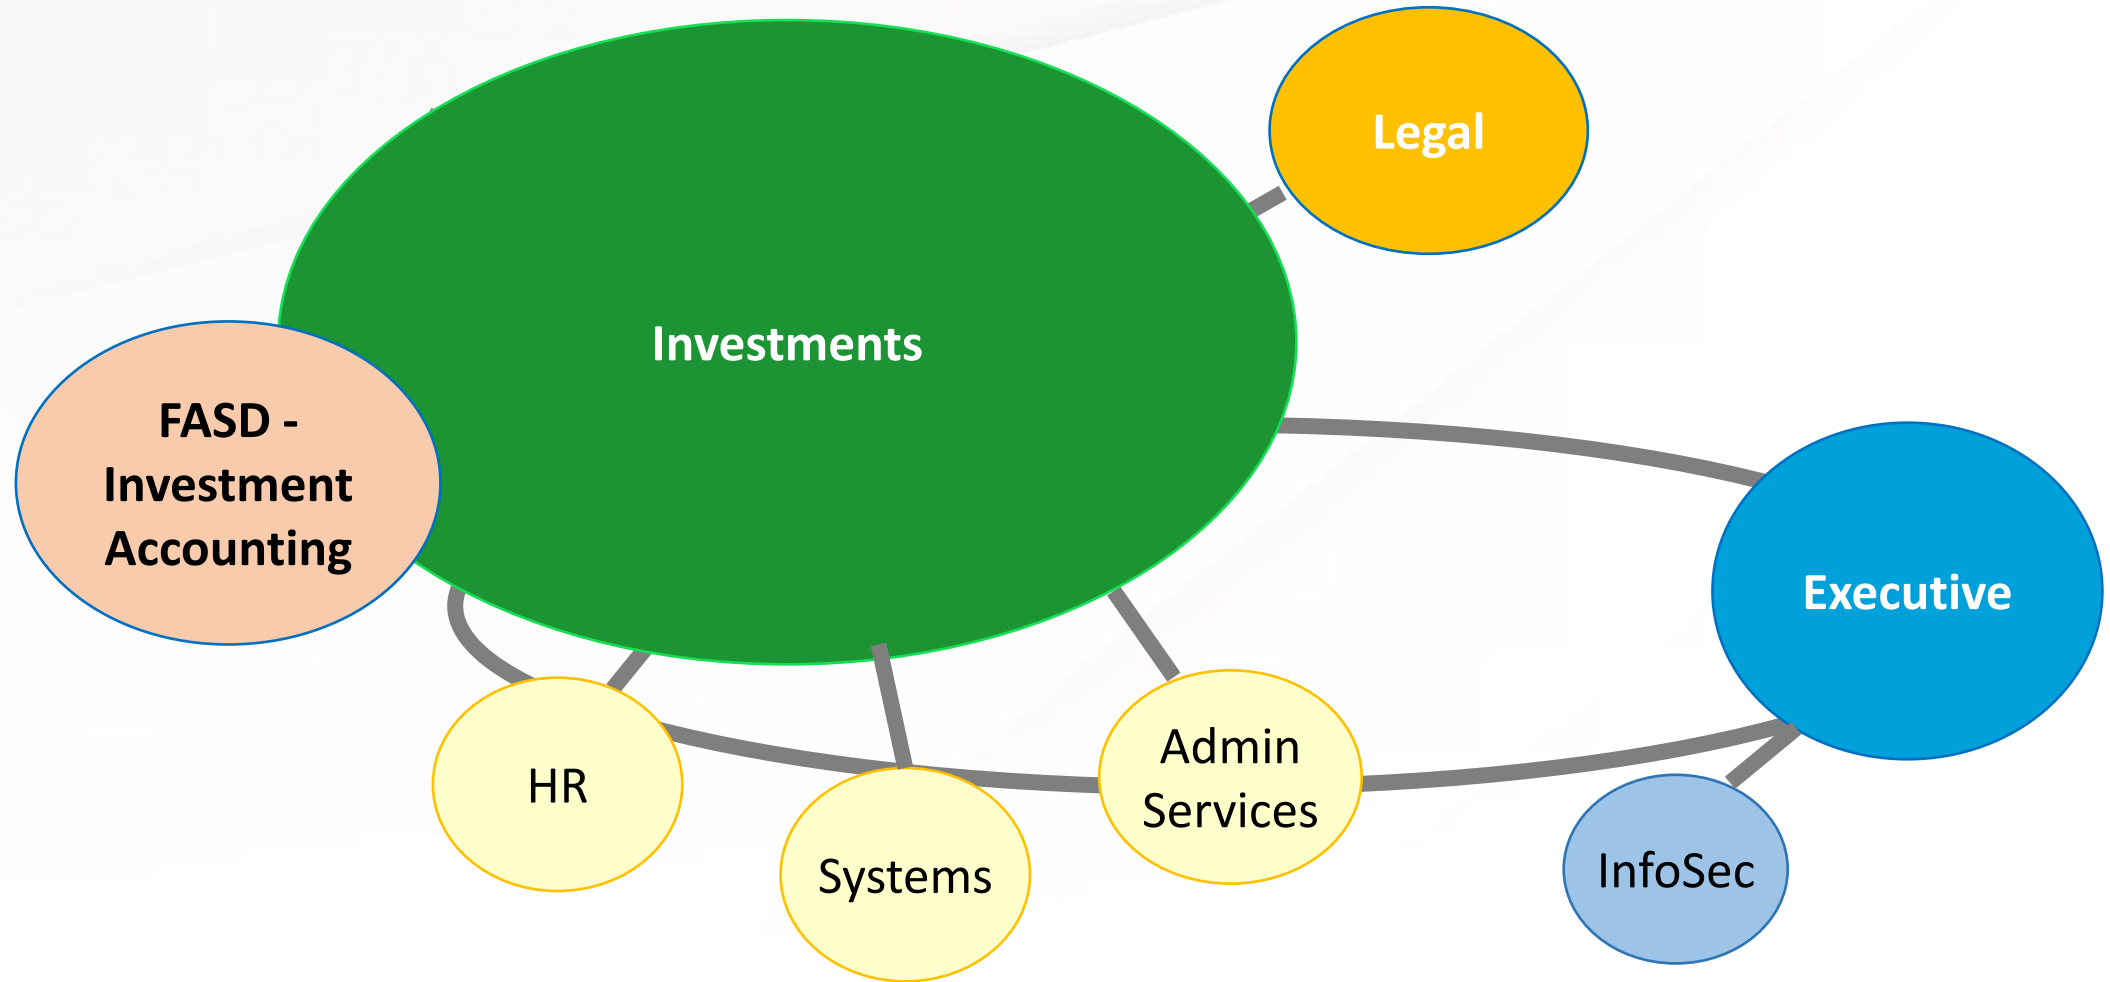 Legal
Investments
FASD -
Investment
Accounting
Executive
HR
Systems
Admin
Services
InfoSec